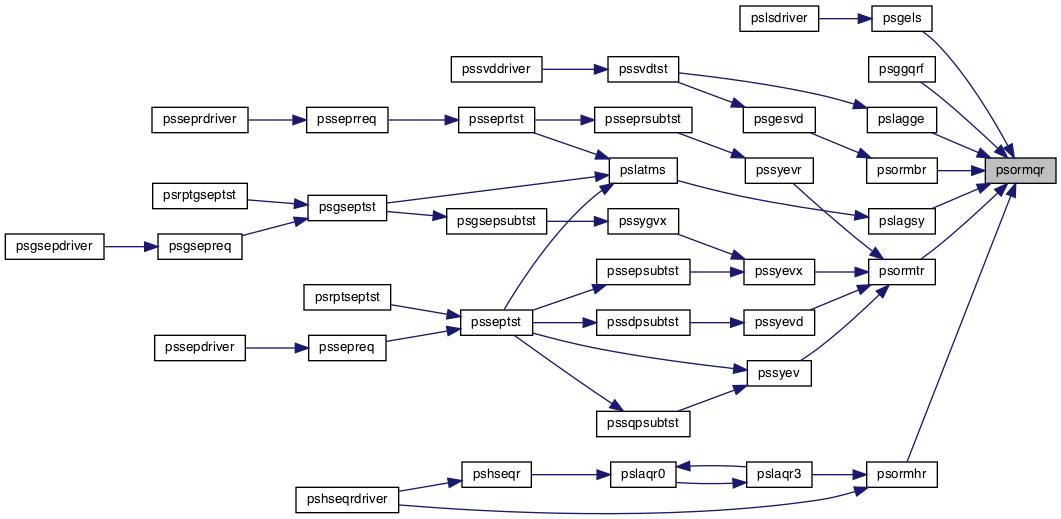 pslsdriver
psgels
pssvddriver
pssvdtst
psggqrf
psseprdriver
psseprreq
psseprtst
psseprsubtst
psgesvd
pslagge
psormqr
pslatms
pssyevr
psormbr
psrptgseptst
psgseptst
psgsepsubtst
pssygvx
pslagsy
psgsepdriver
psgsepreq
pssepsubtst
pssyevx
psormtr
psrptseptst
psseptst
pssdpsubtst
pssyevd
pssepdriver
pssepreq
pssyev
pssqpsubtst
pshseqr
pslaqr0
pslaqr3
psormhr
pshseqrdriver